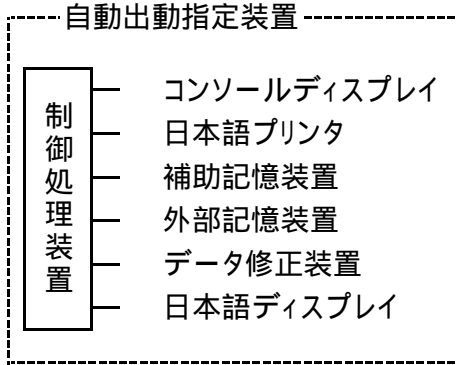 自動出動指定装置
制御処理装置
コンソールディスプレイ
日本語プリンタ
補助記憶装置
外部記憶装置
データ修正装置
日本語ディスプレイ